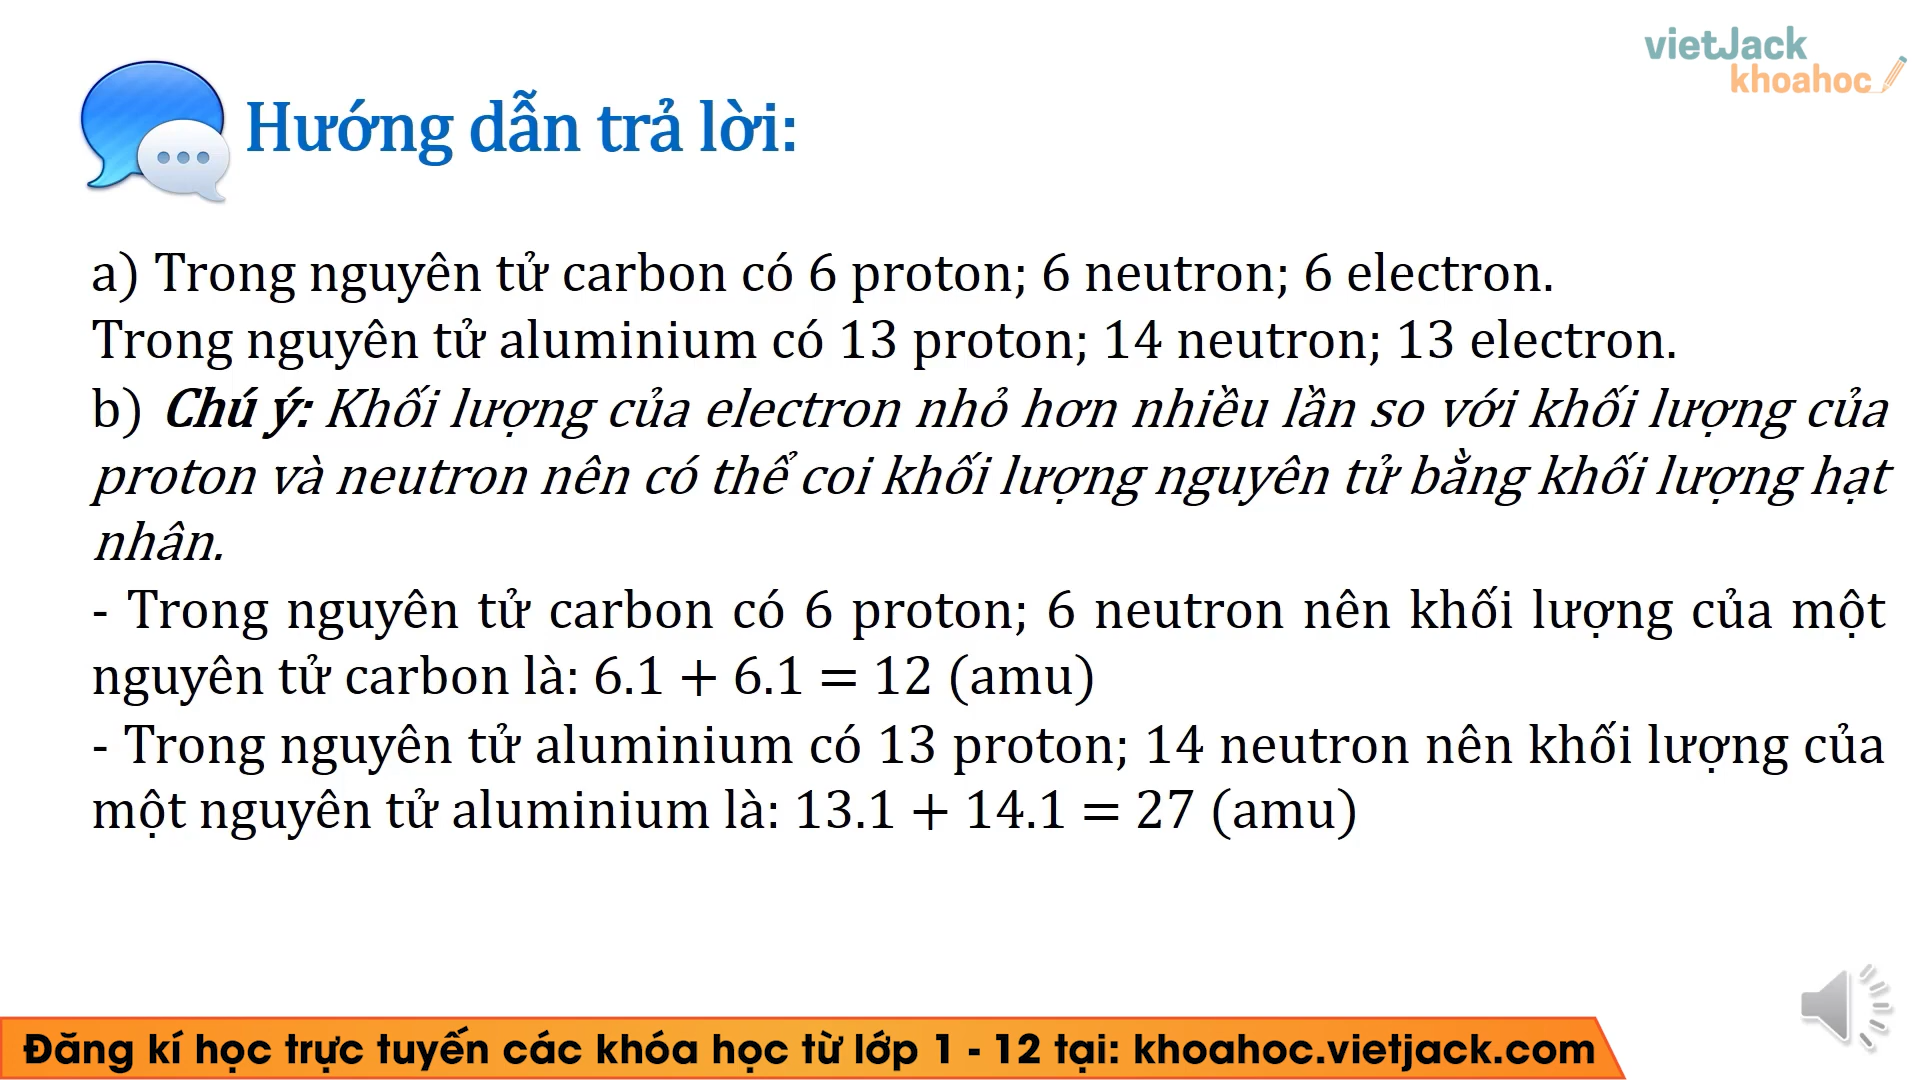 vietJack
khoahoc
Hướng dẫn trả lời:
a) Trong nguyên tử carbon có 6 proton; 6 neutron; 6 electron.
Trong nguyên tử aluminium có 13 proton; 14 neutron; 13 electron.
b) Chú ý: Khối lượng của electron nhỏ hơn nhiều lần so với khối lượng của
proton và neutron nên có thể coi khối lượng nguyên tử bằng khối lượng hạt
nhân.
- Trong nguyên tử carbon có 6 proton; 6 neutron nên khối lượng của một
nguyên tử carbon là: 6.1 + 6.1 = 12 (amu)
- Trong nguyên tử aluminium có 13 proton; 14 neutron nên khối lượng của
một nguyên tử aluminium là: 13.1 + 14.1 = 27 (amu)
Đăng kí học trực tuyến các khóa học từ lớp 1 - 12 tại: khoahoc.vietjack.com